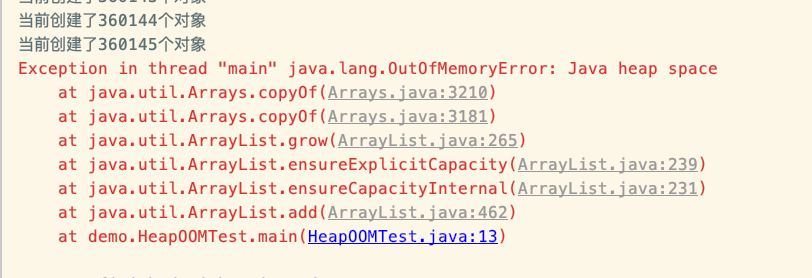 当前创建了360144个对象
当前创建了360145个对象
Exception in thread "main" java.lang.OutOfMemoryError: Java heap space
at java.util.Arrays.copyOf(Arrays.java:3210)
at java.util.Arrays.copyOf(Arrays.java:3181)
at java.util.ArrayList.grow(ArrayList.java:265)
at java.util.ArrayList.ensureExplicitCapacity(ArrayList.java:239)
at java.util.ArrayList.ensureCapacityInternal(ArrayList.java:231)
at java.util.ArrayList.add(ArrayList.java:462)
at demo.HeapOOMTest.main(HeapOOMTest.java:13)